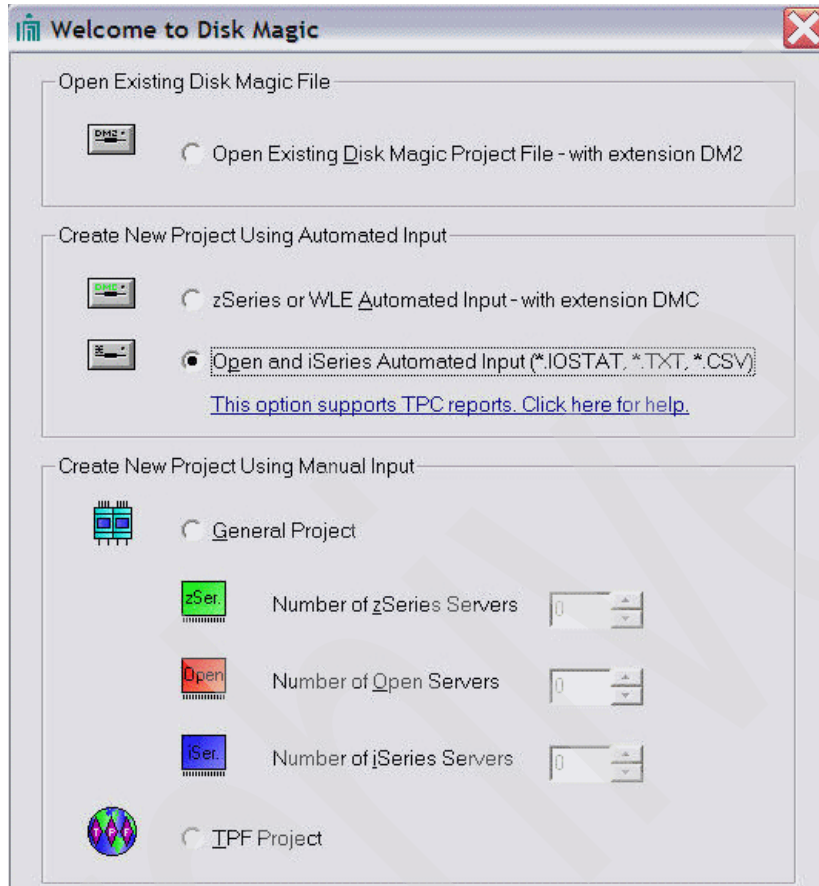 Welcome to Disk Magic
Open Existing Disk Magic File
DM2
Open Existing Disk Magic Project File - with extension DM2
Create New Project Using Automated Input
DMC
zSeries or WLE Automated Input - with extension DMC
Open and iSeries Automated Input (*.IOSTAT, *.TXT, *.CSV)
This option supports TPC reports. Click here for help.
Create New Project Using Manual Input
General Project
zSer. Number of zSeries Servers 0
Open Number of Open Servers 0
iSer. Number of iSeries Servers 0
TPF TPF Project